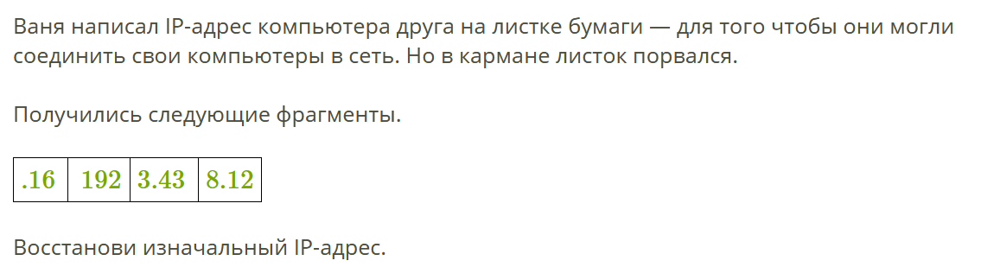 Ваня написал IP-адрес компьютера друга на листке бумаги — для того чтобы они могли
соединить свои компьютеры в сеть. Но в кармане листок порвался.
Получились следующие фрагменты.
.16 192 3.43 8.12
Восстанови изначальный IP-адрес.